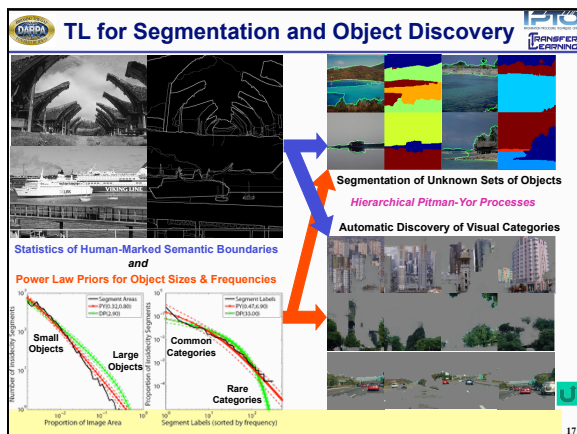 DARPA
TL for Segmentation and Object Discovery
IPTO
TRANSFER
LEARNING
VIKING LINE
Segmentation of Unknown Sets of Objects
Hierarchical Pitman-Yor Processes
Automatic Discovery of Visual Categories
Statistics of Human-Marked Semantic Boundaries
and
Power Law Priors for Object Sizes & Frequencies
Number of Insidecity Segments
Segment Areas
PY(0.32,0.80)
DP(2.90)
Small
Objects
Large
Objects
Proportion of Image Area
Proportion of Insidecity Segments
Segment Labels
PY(0.47,6.90)
DP(33.00)
Common
Categories
Rare
Categories
Segment Labels (sorted by frequency)
17